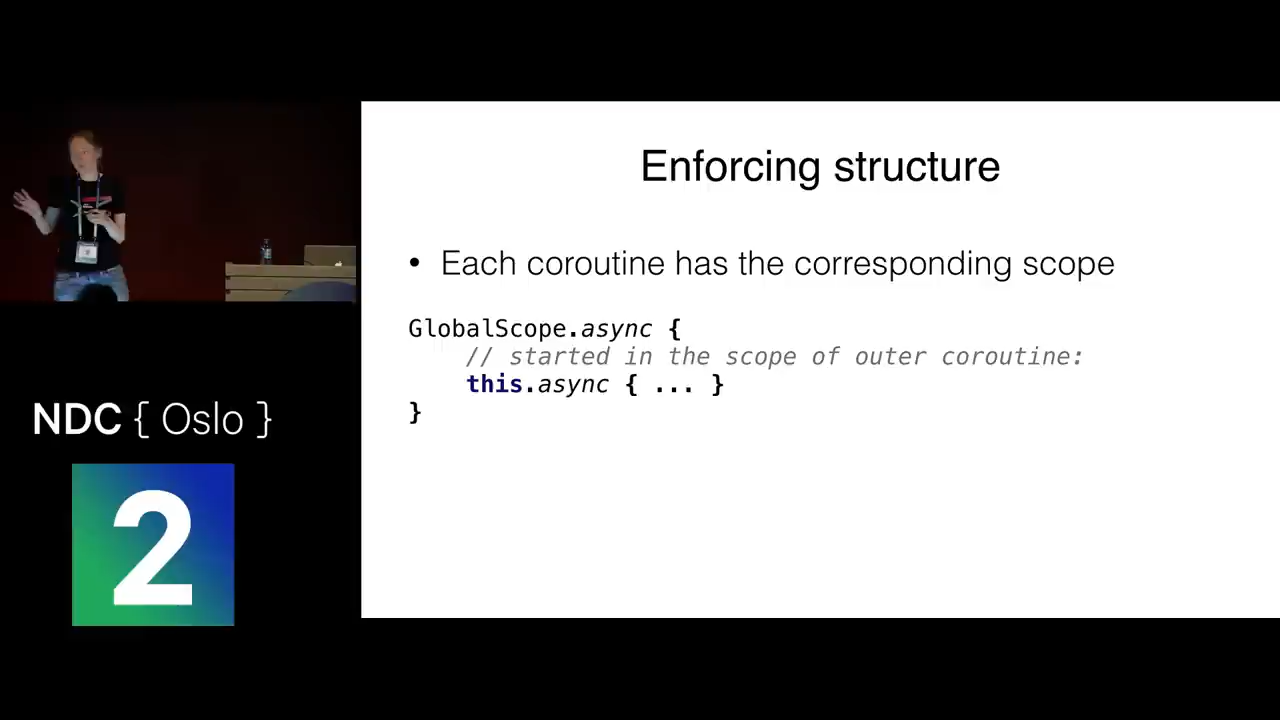 Enforcing structure
• Each coroutine has the corresponding scope
GlobalScope.async {
    // started in the scope of outer coroutine:
    this.async { ... }
}
NDC { Oslo }
2